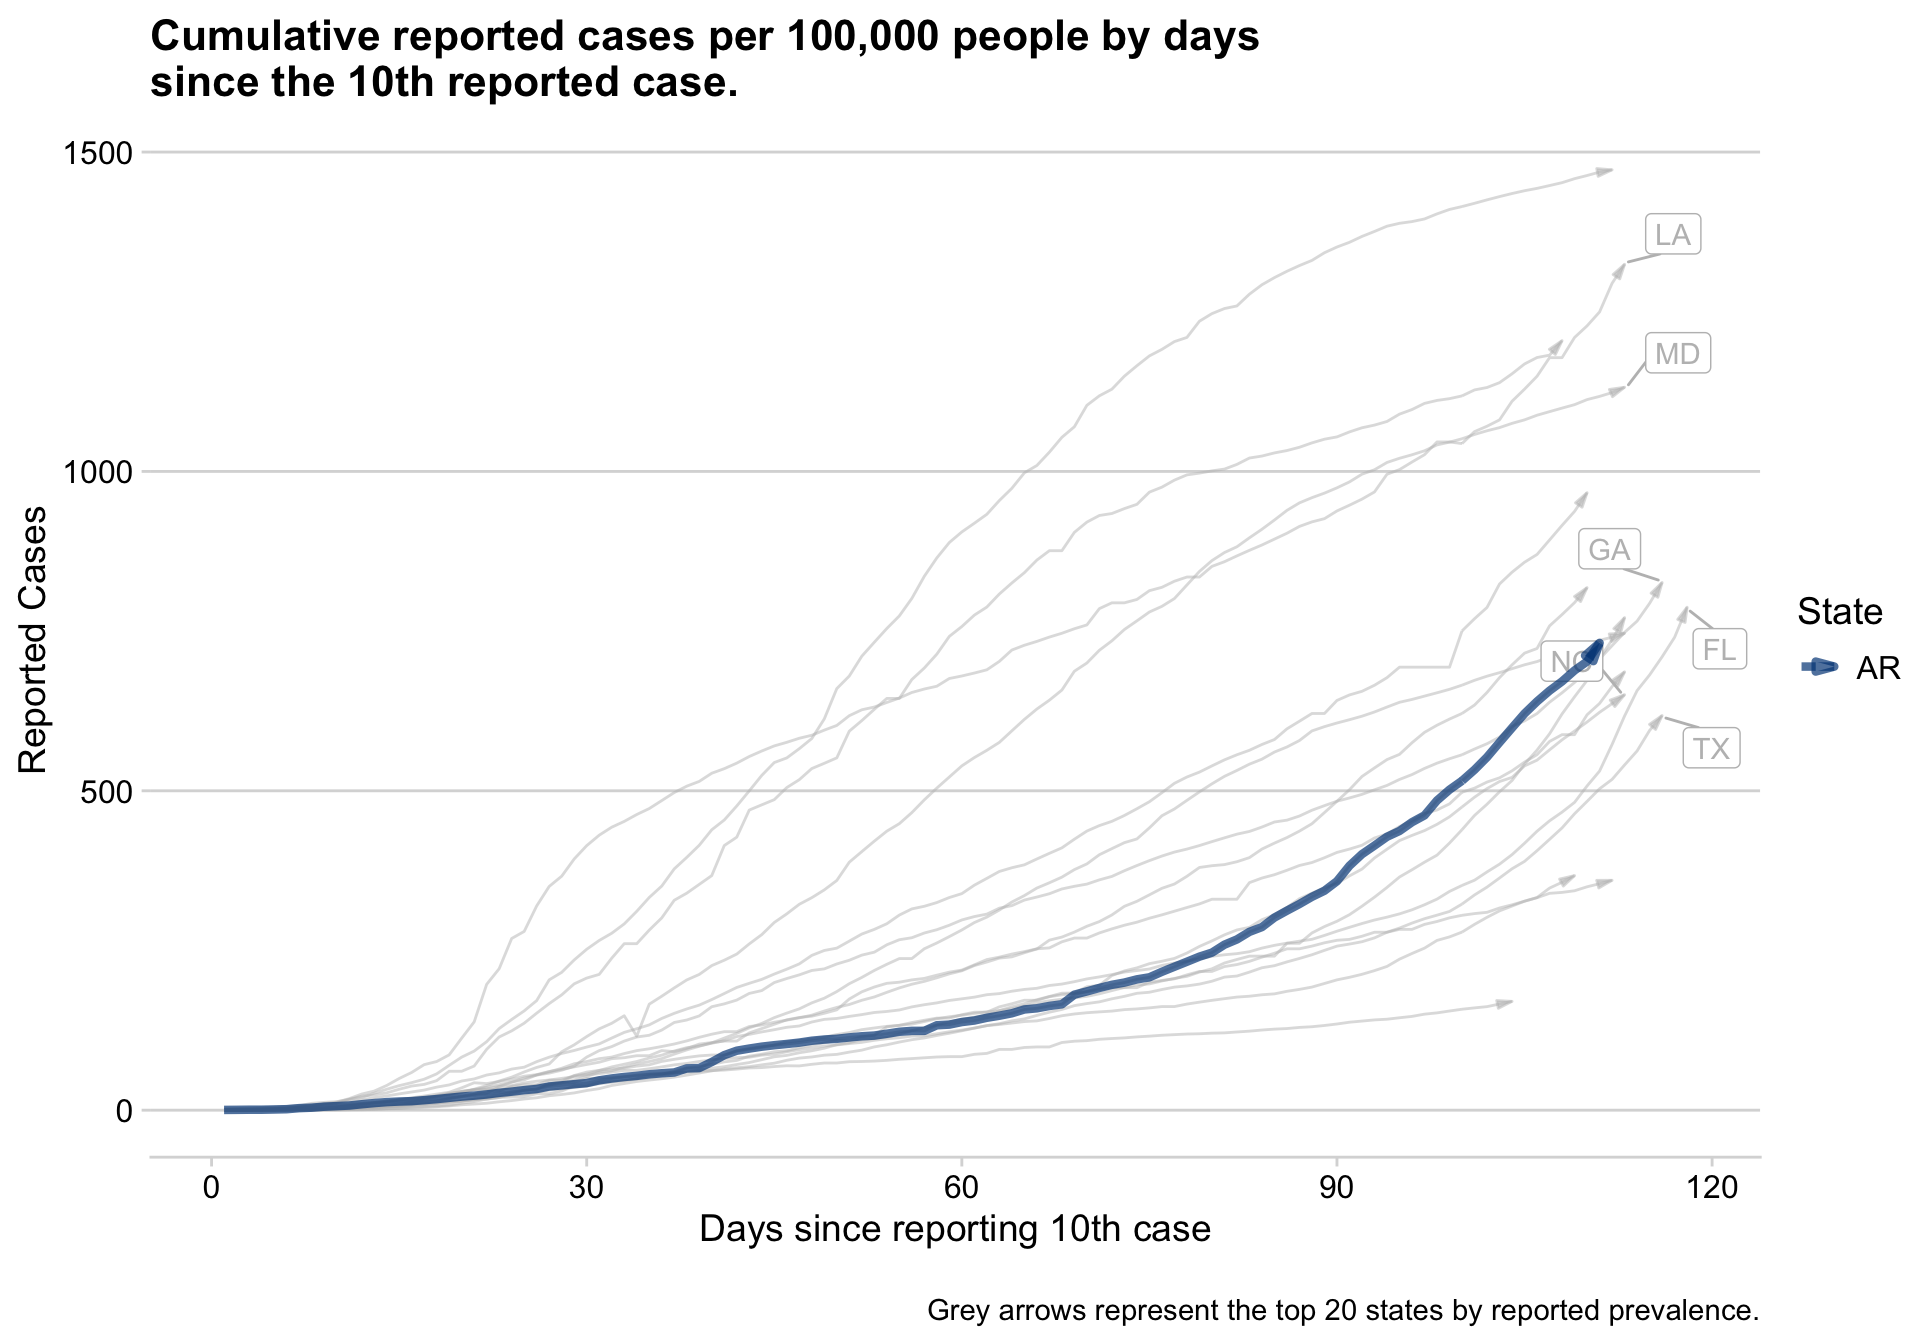 Cumulative reported cases per 100,000 people by days
since the 10th reported case.
1500
1000
500
0
Reported Cases
LA
MD
GA
FL
NC
TX
State
AR
0
30
60
90
120
Days since reporting 10th case
Grey arrows represent the top 20 states by reported prevalence.